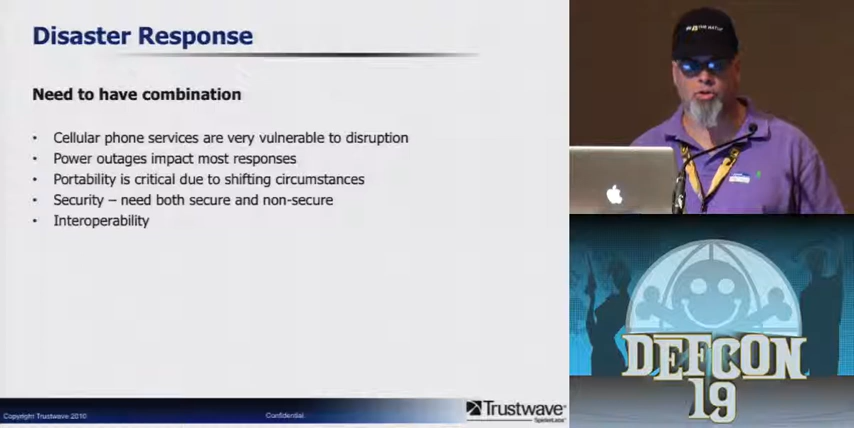 Disaster Response
Need to have combination
• Cellular phone services are very vulnerable to disruption
• Power outages impact most responses
• Portability is critical due to shifting circumstances
• Security – need both secure and non-secure
• Interoperability
Copyright Trustwave 2010
Confidential
Trustwave
SpiderLabs
DEFCON
19